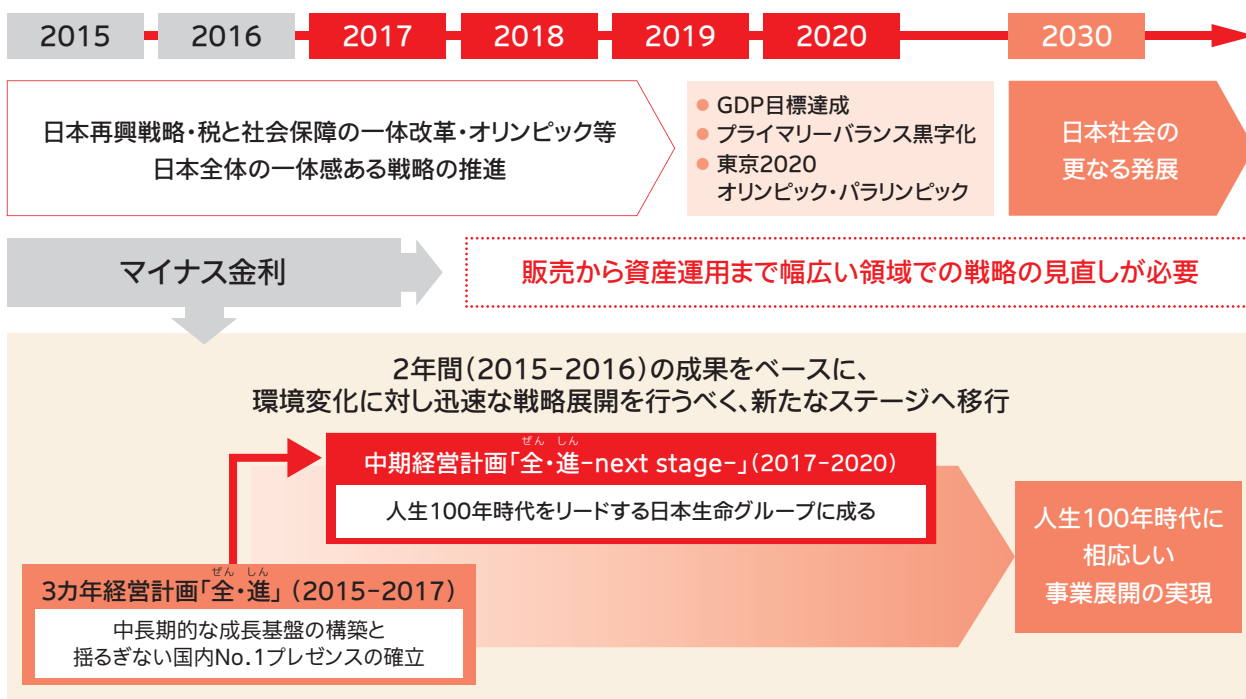 2015 2016 2017 2018 2019 2020 2030
日本再興戦略・税と社会保障の一体改革・オリンピック等
日本全体の一体感ある戦略の推進
● GDP目標達成
● プライマリーバランス黒字化
● 東京2020
オリンピック・パラリンピック
日本社会の
更なる発展
マイナス金利
販売から資産運用まで幅広い領域での戦略の見直しが必要
2年間（2015-2016）の成果をベースに、
環境変化に対し迅速な戦略展開を行うべく、新たなステージへ移行
ぜん しん
中期経営計画「全・進-next stage-」（2017-2020）
人生100年時代をリードする日本生命グループに成る
ぜん しん
3カ年経営計画「全・進」（2015-2017）
中長期的な成長基盤の構築と
揺るぎない国内No.1プレゼンスの確立
人生100年時代に
相応しい
事業展開の実現